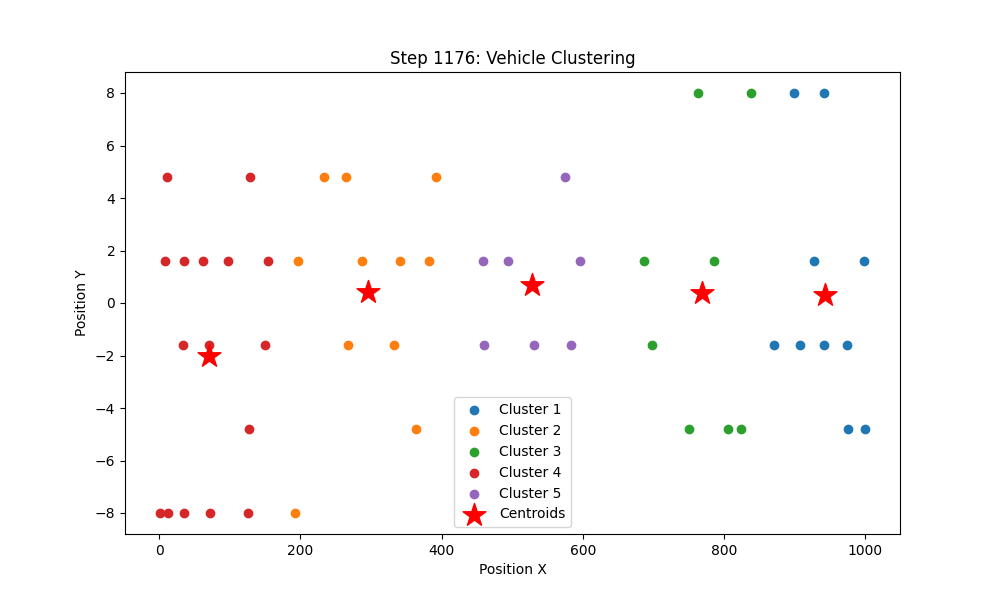 Step 1176: Vehicle Clustering
Position Y
8
6
4
2
0
−2
−4
−6
−8
Cluster 1
Cluster 2
Cluster 3
Cluster 4
Cluster 5
Centroids
0 200 400 600 800 1000
Position X